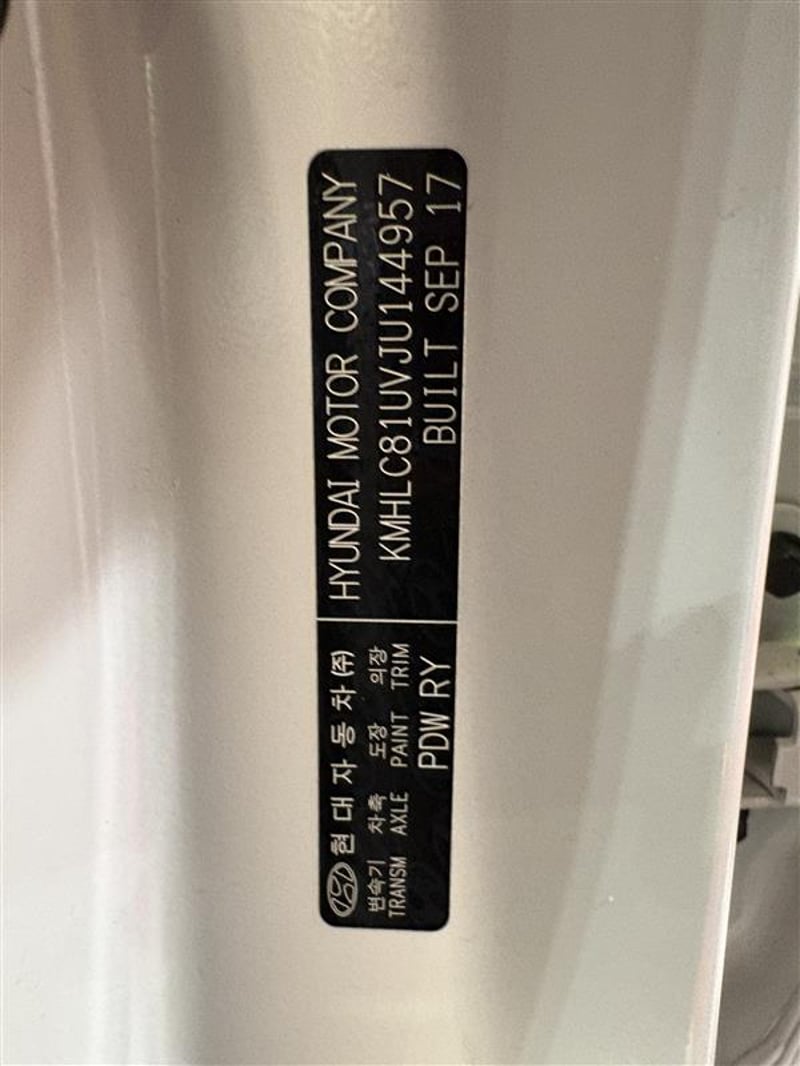 현대자동차(주)
변속기 차축 도장 의장
TRANSM AXLE PAINT TRIM
PDW RY
HYUNDAI MOTOR COMPANY
KMHLC81UVJU144957
BUILT SEP 17